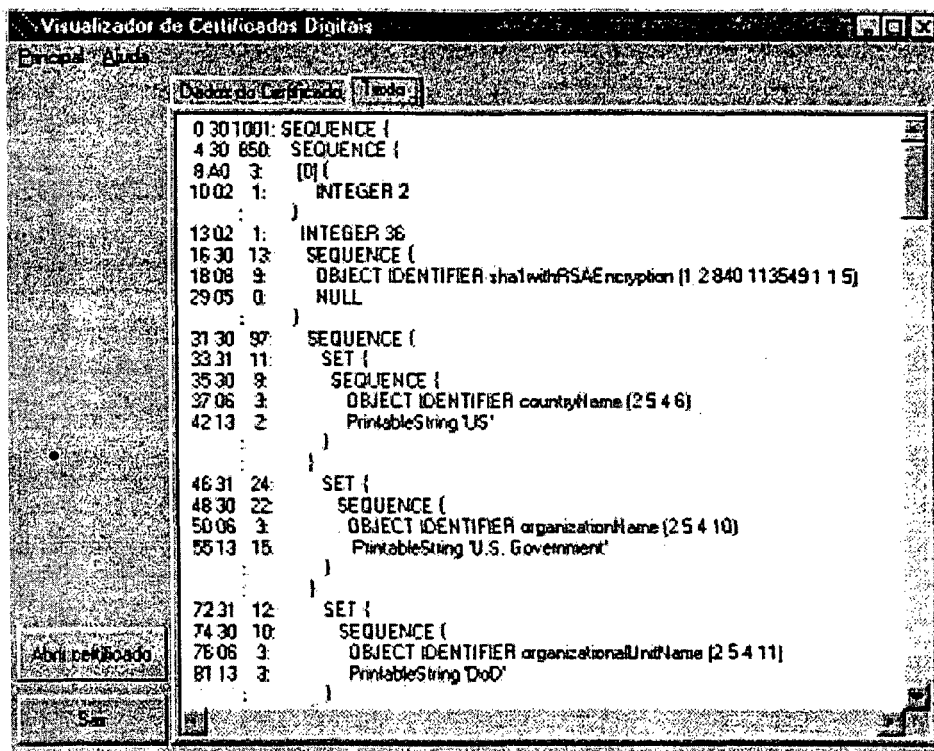 Visualizador de Certificados Digitais
Principal Ajuda
Dados do Certificado Texto
0 30 1001: SEQUENCE {
4 30 850: SEQUENCE {
8 A0 3: [0] {
10 02 1: INTEGER 2
: }
13 02 1: INTEGER 36
16 30 13: SEQUENCE {
18 06 9: OBJECT IDENTIFIER sha1withRSAEncryption (1 2 840 113549 1 1 5)
29 05 0: NULL
: }
31 30 97: SEQUENCE {
33 31 11: SET {
35 30 9: SEQUENCE {
37 06 3: OBJECT IDENTIFIER countryName (2 5 4 6)
42 13 2: PrintableString 'US'
: }
: }
46 31 24: SET {
48 30 22: SEQUENCE {
50 06 3: OBJECT IDENTIFIER organizationName (2 5 4 10)
55 13 15: PrintableString 'U.S. Government'
: }
: }
72 31 12: SET {
74 30 10: SEQUENCE {
76 06 3: OBJECT IDENTIFIER organizationalUnitName (2 5 4 11)
81 13 3: PrintableString 'DoD'
: }
Abrir certificado
Sair